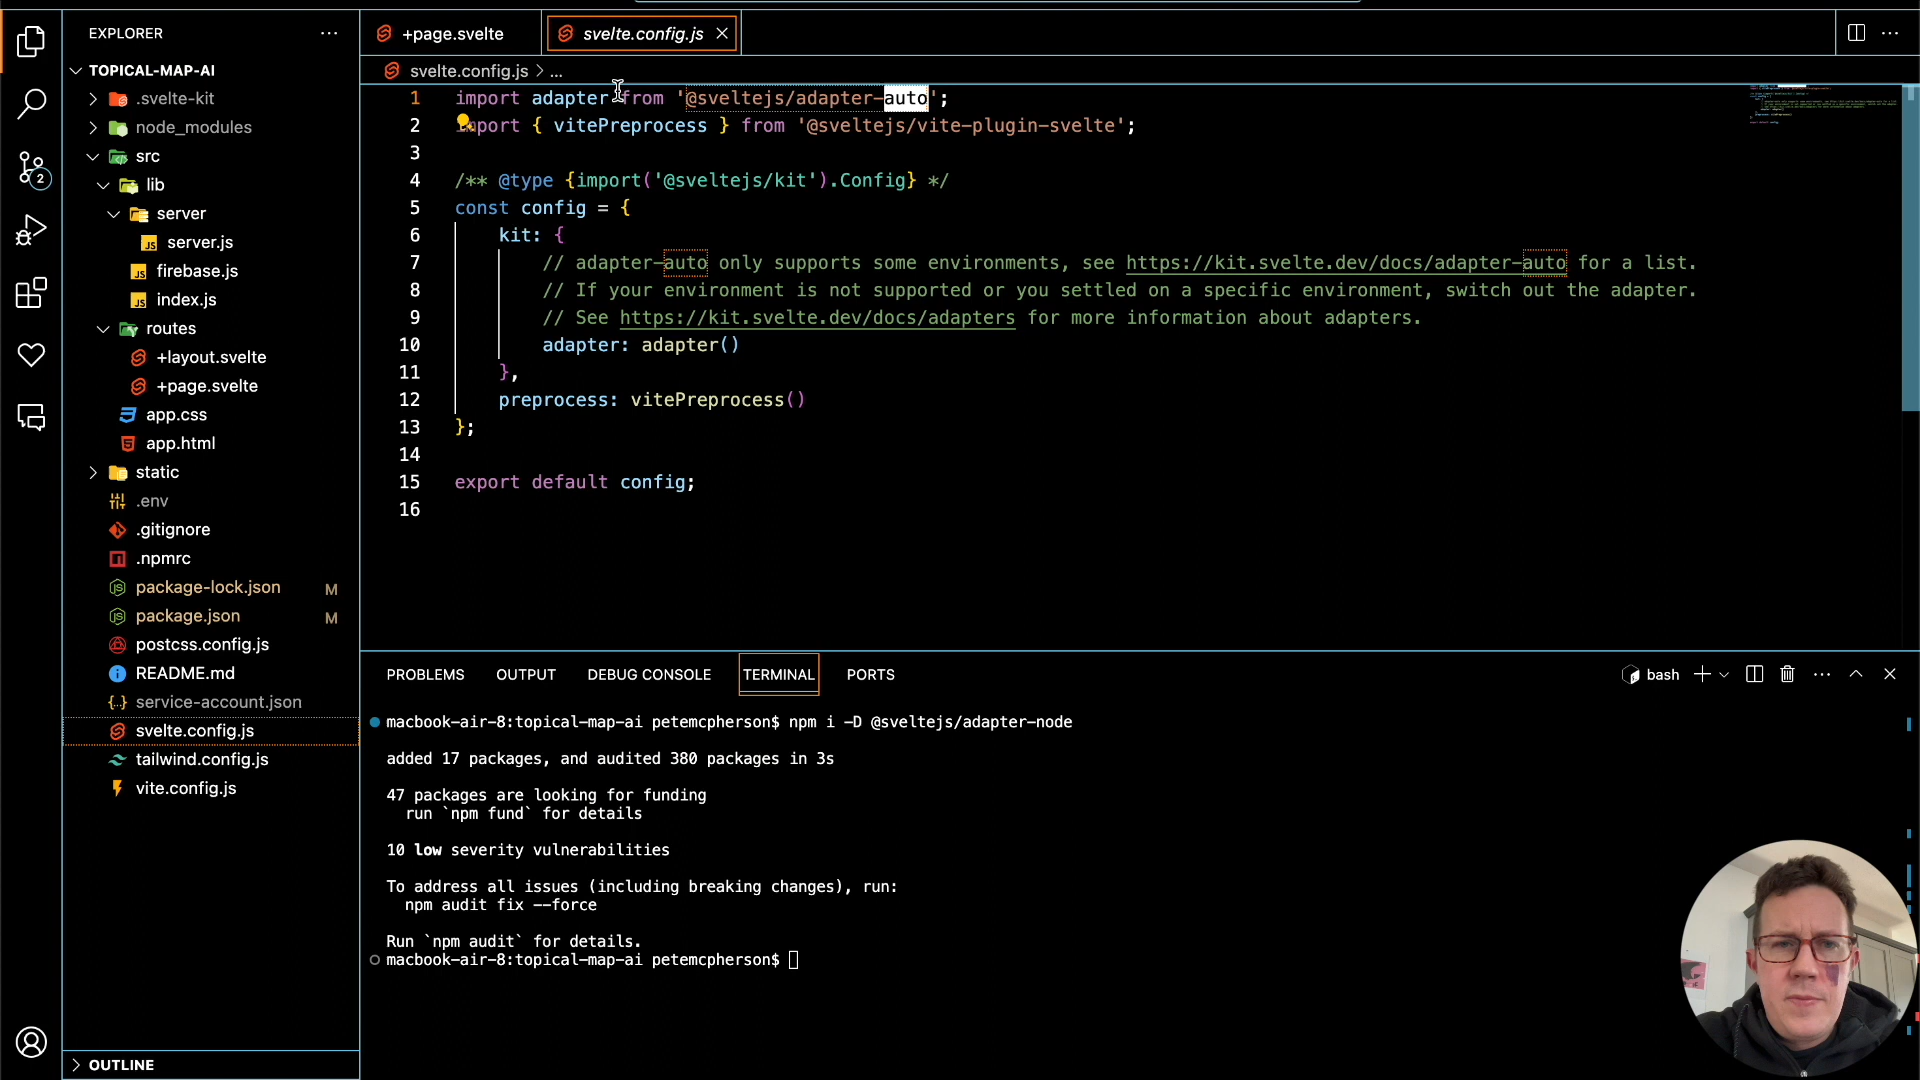 EXPLORER
TOPICAL-MAP-AI
.svelte-kit
node_modules
src
lib
server
JS server.js
JS firebase.js
JS index.js
routes
+layout.svelte
+page.svelte
app.css
app.html
static
.env
.gitignore
.npmrc
package-lock.json M
package.json M
postcss.config.js
README.md
service-account.json
svelte.config.js
tailwind.config.js
vite.config.js
OUTLINE
2
+page.svelte
svelte.config.js
svelte.config.js > ...
1 import adapter from '@sveltejs/adapter-auto';
2 import { vitePreprocess } from '@sveltejs/vite-plugin-svelte';
3
4 /** @type {import('@sveltejs/kit').Config} */
5 const config = {
6 kit: {
7 // adapter-auto only supports some environments, see https://kit.svelte.dev/docs/adapter-auto for a list.
8 // If your environment is not supported or you settled on a specific environment, switch out the adapter.
9 // See https://kit.svelte.dev/docs/adapters for more information about adapters.
10 adapter: adapter()
11 },
12 preprocess: vitePreprocess()
13 };
14
15 export default config;
16
PROBLEMS OUTPUT DEBUG CONSOLE TERMINAL PORTS
bash
macbook-air-8:topical-map-ai petemcpherson$ npm i -D @sveltejs/adapter-node
added 17 packages, and audited 380 packages in 3s
47 packages are looking for funding
run `npm fund` for details
10 low severity vulnerabilities
To address all issues (including breaking changes), run:
npm audit fix --force
Run `npm audit` for details.
macbook-air-8:topical-map-ai petemcpherson$